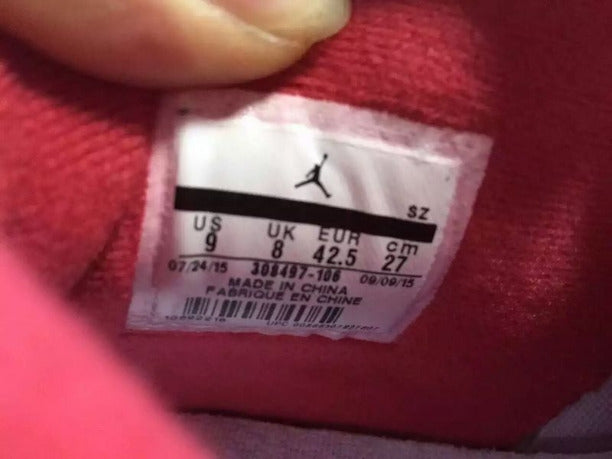 SZ
US UK EUR cm
9 8 42.5 27
07/24/15 308497-106 09/09/15
MADE IN CHINA
FABRIQUE EN CHINE
UPC